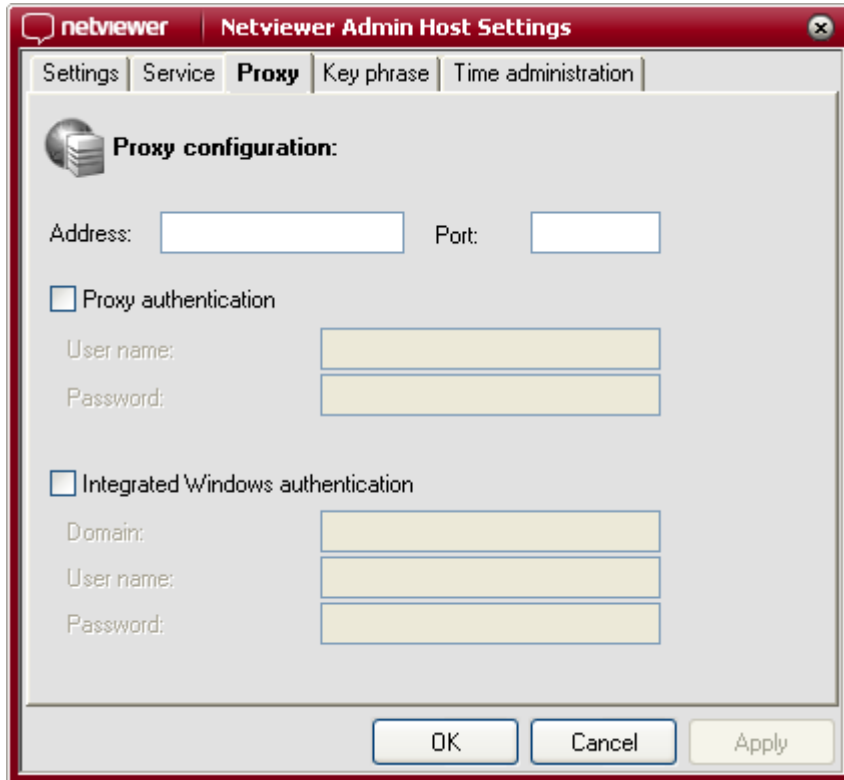 netviewer Netviewer Admin Host Settings
Settings Service Proxy Key phrase Time administration
Proxy configuration:
Address: Port:
Proxy authentication
User name:
Password:
Integrated Windows authentication
Domain:
User name:
Password:
OK Cancel Apply